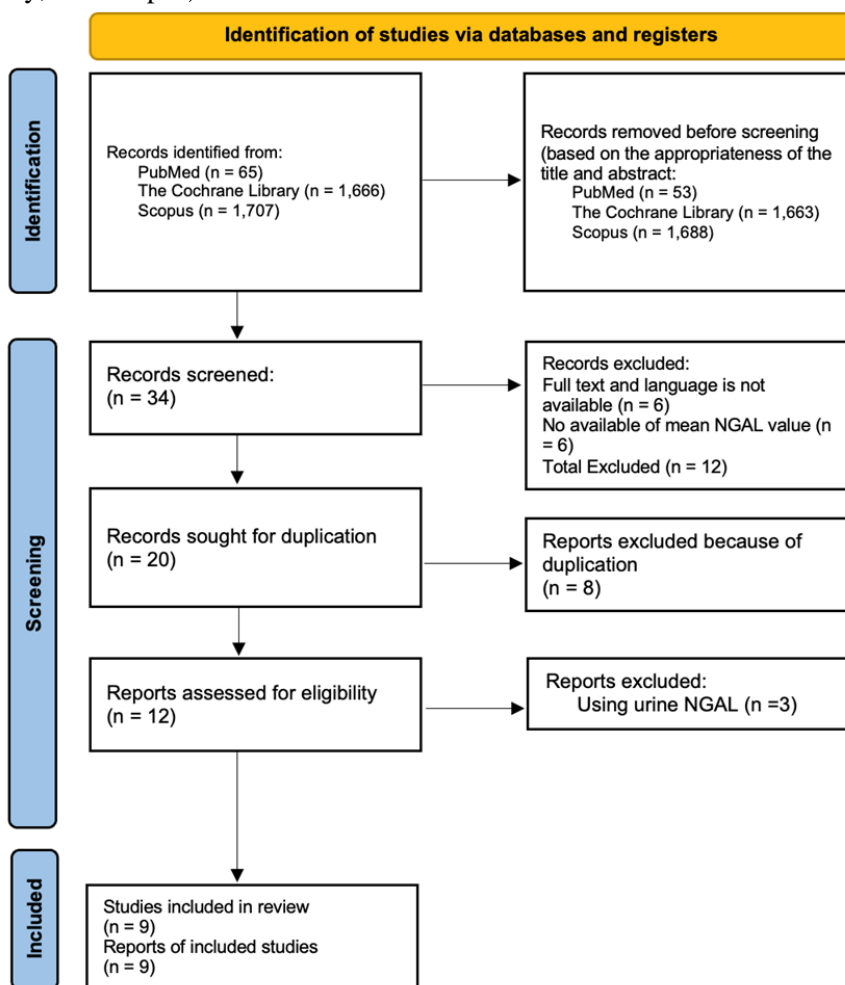 Identification of studies via databases and registers
Identification
Records identified from:
PubMed (n = 65)
The Cochrane Library (n = 1,666)
Scopus (n = 1,707)
Records removed before screening
(based on the appropriateness of the
title and abstract:
PubMed (n = 53)
The Cochrane Library (n = 1,663)
Scopus (n = 1,688)
Screening
Records screened:
(n = 34)
Records excluded:
Full text and language is not
available (n = 6)
No available of mean NGAL value (n
= 6)
Total Excluded (n = 12)
Records sought for duplication
(n = 20)
Reports excluded because of
duplication
(n = 8)
Reports assessed for eligibility
(n = 12)
Reports excluded:
Using urine NGAL (n =3)
Included
Studies included in review
(n = 9)
Reports of included studies
(n = 9)